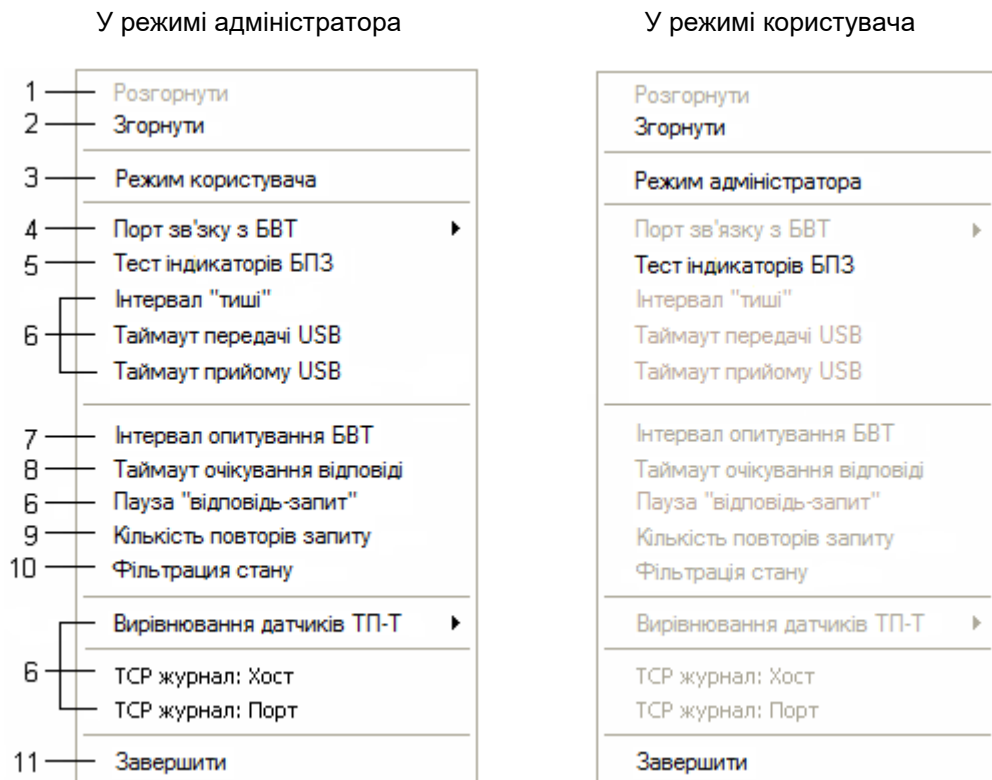 У режимі адміністратора
У режимі користувача
1 Розгорнути
2 Згорнути
3 Режим користувача
4 Порт зв'зку з БВТ
5 Тест індикаторів БПЗ
Інтервал "тиші"
6 Таймаут передачі USB
Таймаут прийому USB
7 Інтервал опитування БВТ
8 Таймаут очікування відповіді
6 Пауза "відповідь-запит"
9 Кількість повторів запиту
10 Фільтрация стану
Вирівнювання датчиків ТП-Т
6 TCP журнал: Хост
TCP журнал: Порт
11 Завершити
Розгорнути
Згорнути
Режим адміністратора
Порт зв'язку з БВТ
Тест індикаторів БПЗ
Інтервал "тиші"
Таймаут передачі USB
Таймаут прийому USB
Інтервал опитування БВТ
Таймаут очікування відповіді
Пауза "відповідь-запит"
Кількість повторів запиту
Фільтрація стану
Вирівнювання датчиків ТП-Т
TCP журнал: Хост
TCP журнал: Порт
Завершити